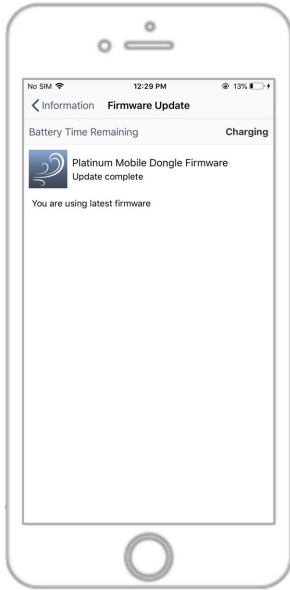 No SIM 12:29 PM 13%
Information Firmware Update
Battery Time Remaining Charging
Platinum Mobile Dongle Firmware
Update complete
You are using latest firmware